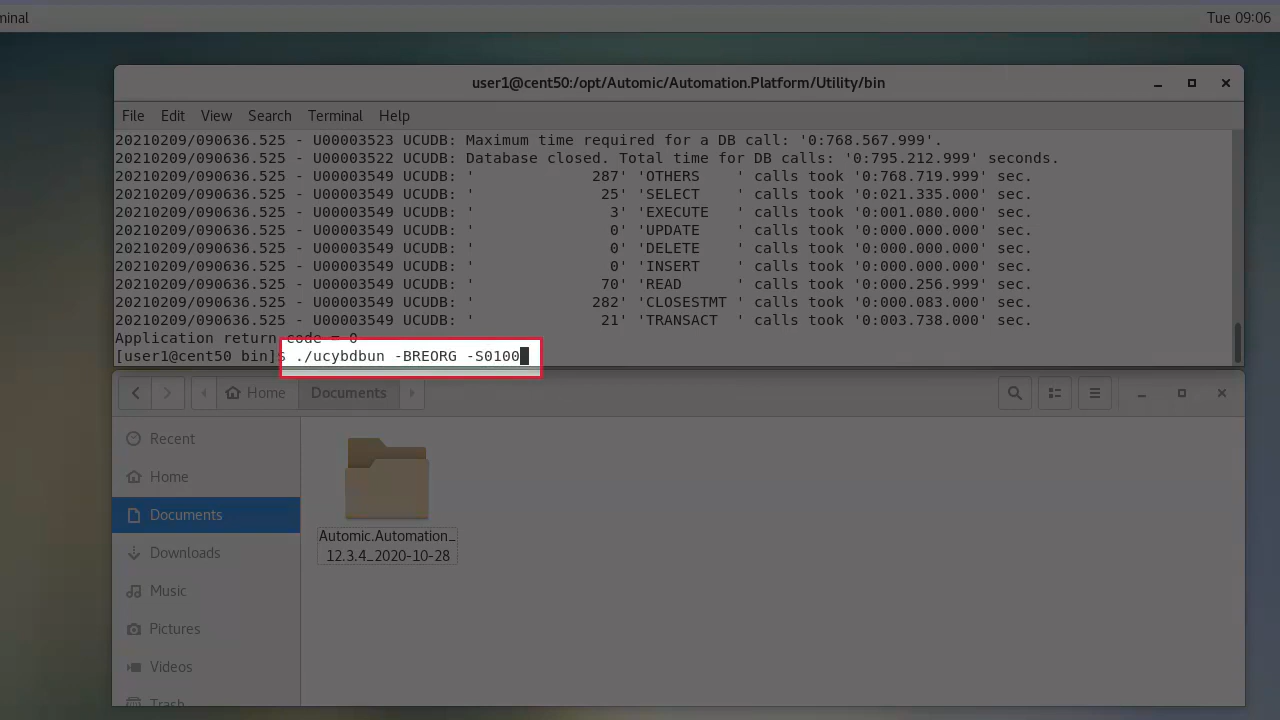 minal
Tue 09:06
user1@cent50:/opt/Automic/Automation.Platform/Utility/bin
File Edit View Search Terminal Help
20210209/090636.525 - U00003523 UCUDB: Maximum time required for a DB call: '0:768.567.999'.
20210209/090636.525 - U00003522 UCUDB: Database closed. Total time for DB calls: '0:795.212.999' seconds.
20210209/090636.525 - U00003549 UCUDB: '             287' 'OTHERS    ' calls took '0:768.719.999' sec.
20210209/090636.525 - U00003549 UCUDB: '              25' 'SELECT    ' calls took '0:021.335.000' sec.
20210209/090636.525 - U00003549 UCUDB: '               3' 'EXECUTE   ' calls took '0:001.080.000' sec.
20210209/090636.525 - U00003549 UCUDB: '               0' 'UPDATE    ' calls took '0:000.000.000' sec.
20210209/090636.525 - U00003549 UCUDB: '               0' 'DELETE    ' calls took '0:000.000.000' sec.
20210209/090636.525 - U00003549 UCUDB: '               0' 'INSERT    ' calls took '0:000.000.000' sec.
20210209/090636.525 - U00003549 UCUDB: '              70' 'READ      ' calls took '0:000.256.999' sec.
20210209/090636.525 - U00003549 UCUDB: '             282' 'CLOSESTMT ' calls took '0:000.083.000' sec.
20210209/090636.525 - U00003549 UCUDB: '              21' 'TRANSACT  ' calls took '0:003.738.000' sec.
Application return code = 0
[user1@cent50 bin]$ ./ucybdbun -BREORG -S0100
Home Documents
Recent
Home
Documents
Downloads
Music
Pictures
Videos
Trash
Automic.Automation_
12.3.4_2020-10-28